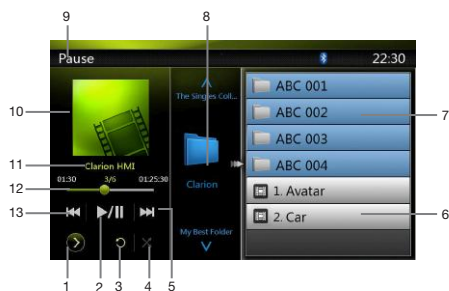 9
8
Pause
22:30
The Singles Coll...
ABC 001
10
ABC 002
7
ABC 003
11
Clarion HMI
ABC 004
12
01:30
3/6
01:25:30
Clarion
1. Avatar
13
2. Car
6
My Best Folder
1
2
3
4
5